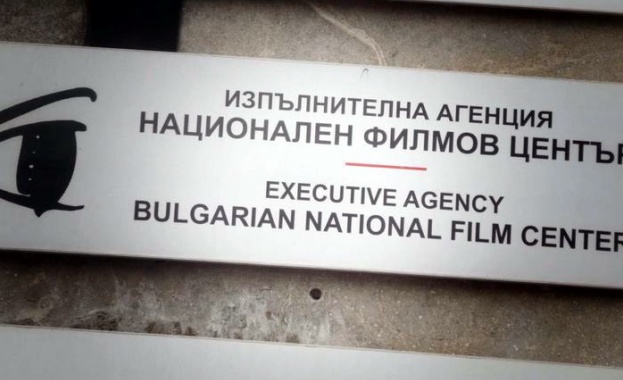 ИЗПЪЛНИТЕЛНА АГЕНЦИЯ
НАЦИОНАЛЕН ФИЛМОВ ЦЕНТЪР
EXECUTIVE AGENCY
BULGARIAN NATIONAL FILM CENTER